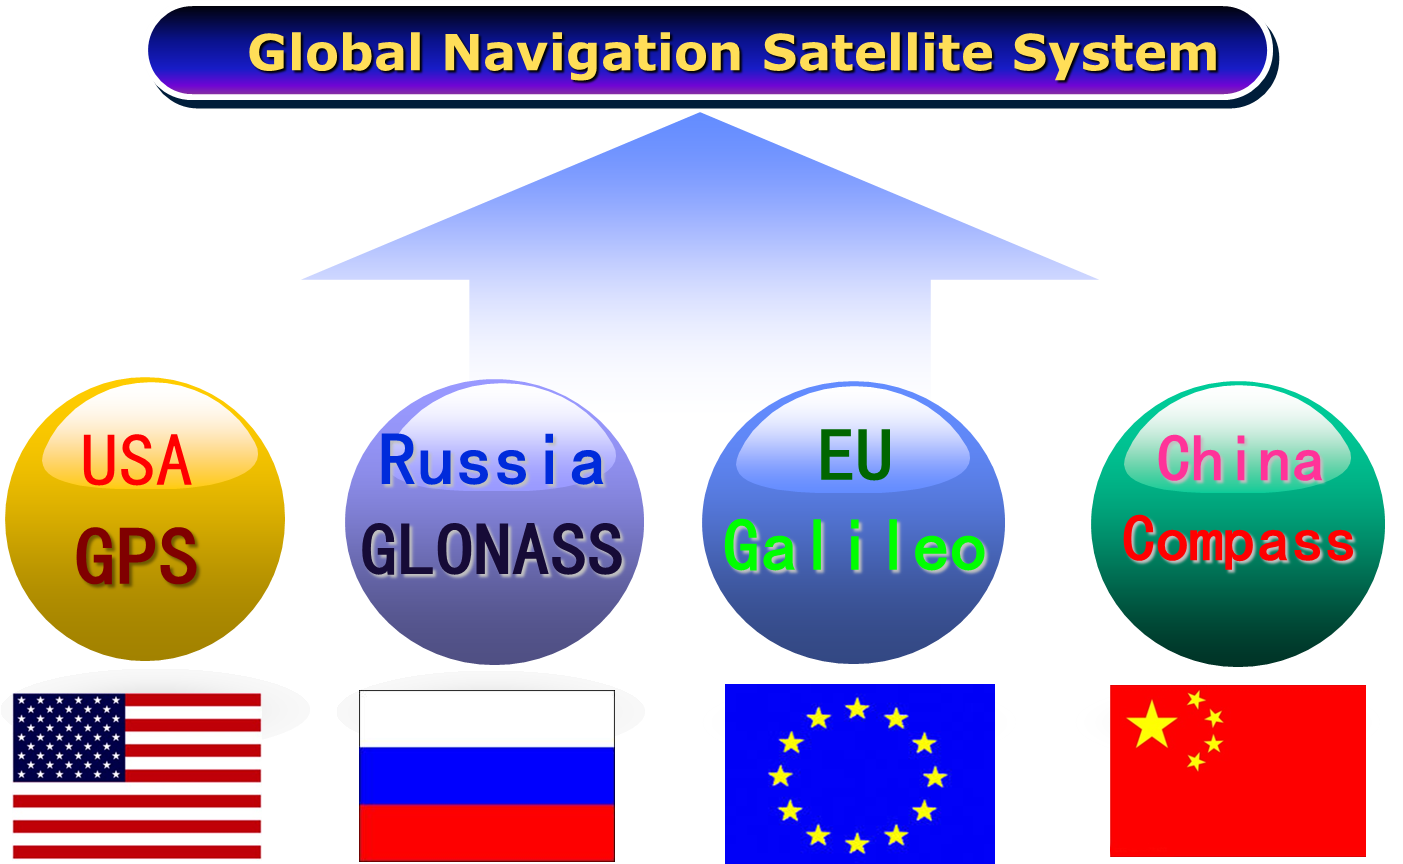 Global Navigation Satellite System
USA
GPS
Russia
GLONASS
EU
Galileo
China
Compass